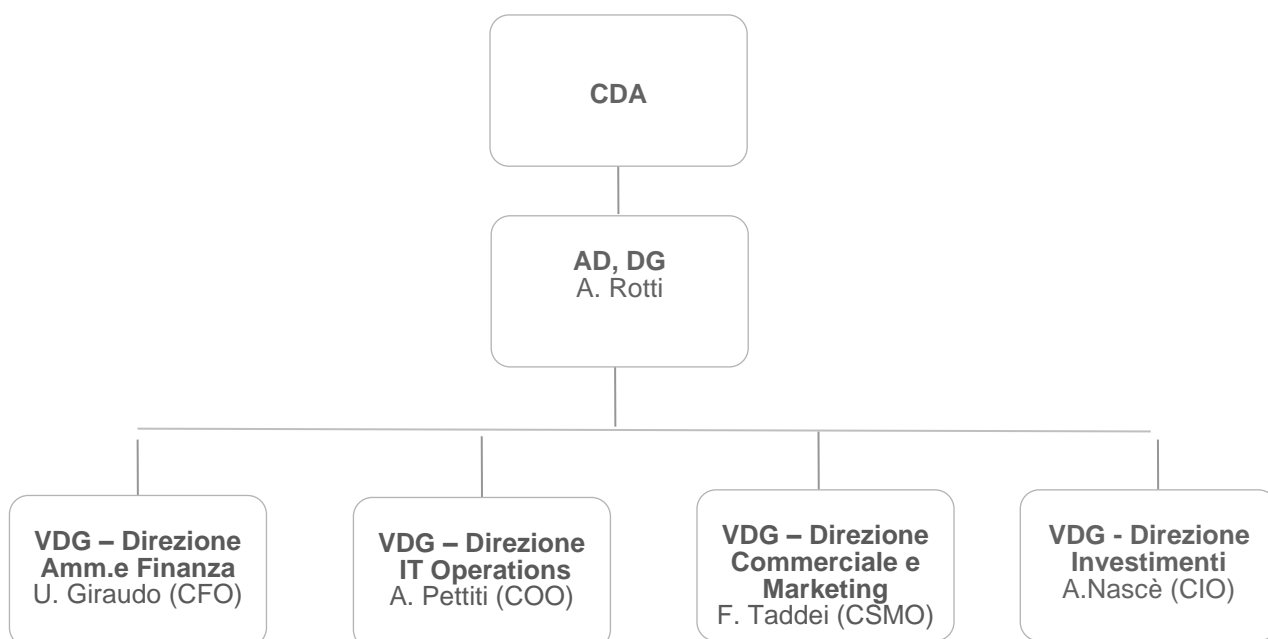 CDA
AD, DG
A. Rotti
VDG – Direzione
Amm.e Finanza
U. Giraudo (CFO)
VDG – Direzione
IT Operations
A. Pettiti (COO)
VDG – Direzione
Commerciale e
Marketing
F. Taddei (CSMO)
VDG - Direzione
Investimenti
A.Nascè (CIO)